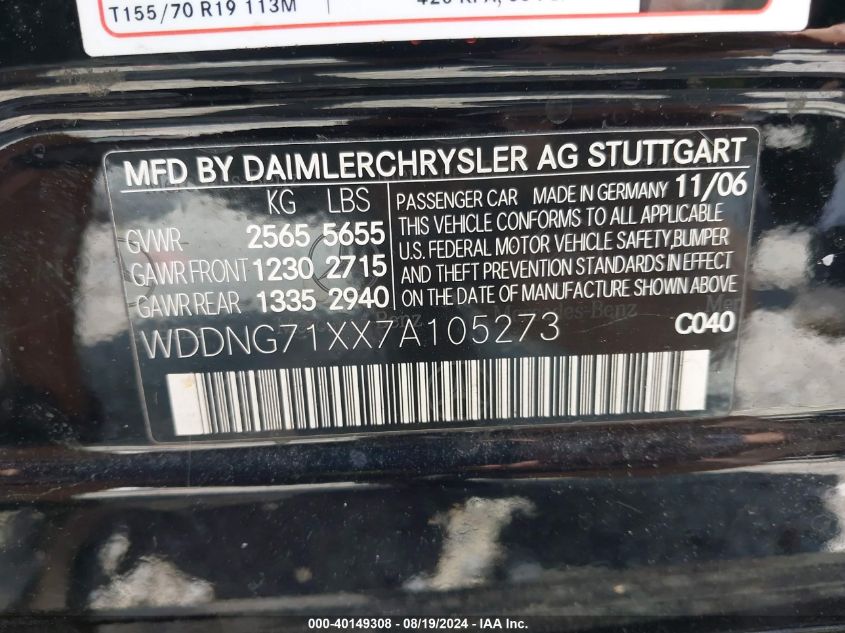 T155/70 R19 113M
MFD BY DAIMLERCHRYSLER AG STUTTGART
KG LBS
GVWR 2565 5655
GAWR FRONT 1230 2715
GAWR REAR 1335 2940
PASSENGER CAR MADE IN GERMANY 11/06
THIS VEHICLE CONFORMS TO ALL APPLICABLE
U.S. FEDERAL MOTOR VEHICLE SAFETY,BUMPER
AND THEFT PREVENTION STANDARDS IN EFFECT
ON THE DATE OF MANUFACTURE SHOWN ABOVE
WDDNG71XX7A105273
C040
000-40149308 - 08/19/2024 - IAA Inc.